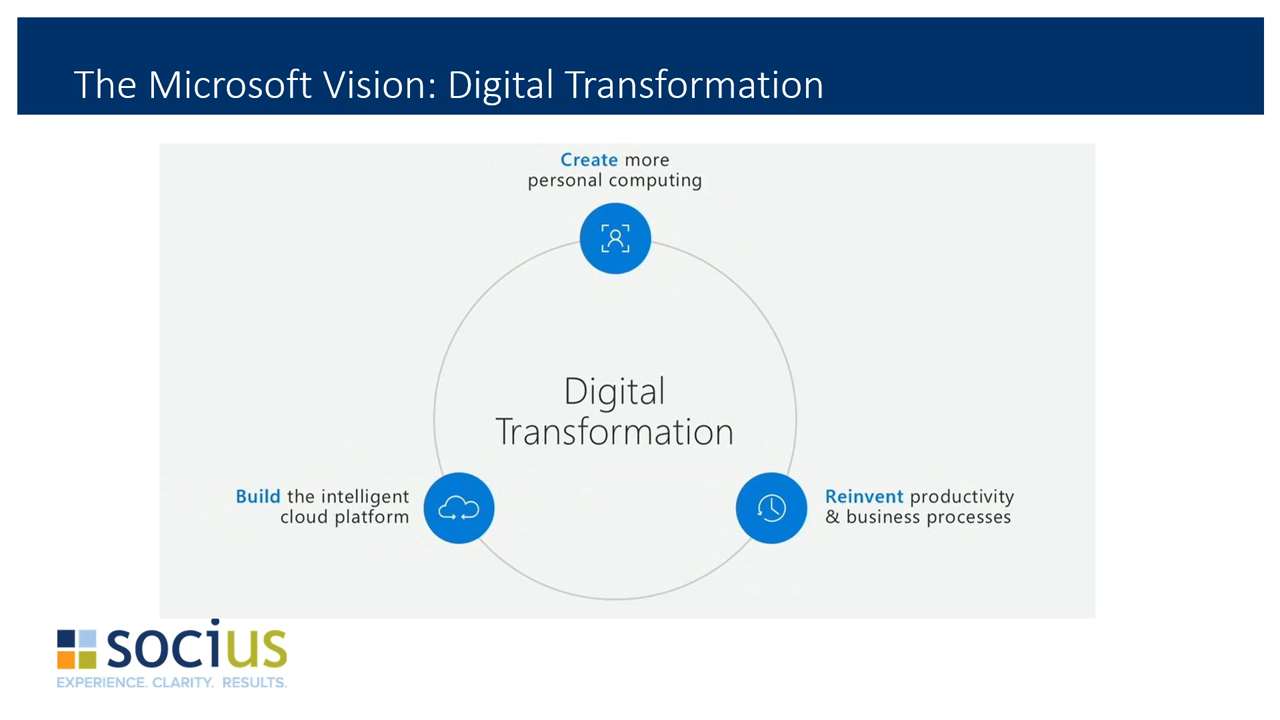 The Microsoft Vision: Digital Transformation
Create more
personal computing
Digital
Transformation
Build the intelligent
cloud platform
Reinvent productivity
& business processes
socius
EXPERIENCE. CLARITY. RESULTS.